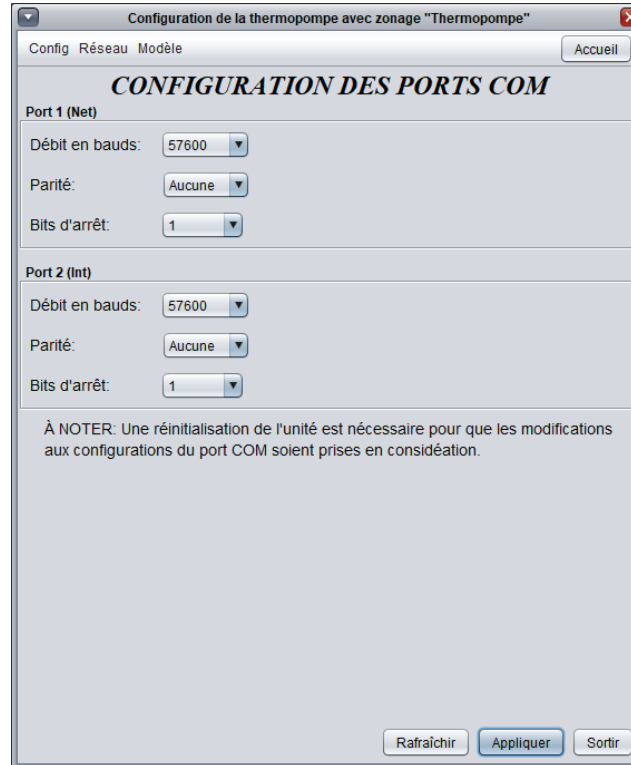 Configuration de la thermopompe avec zonage "Thermopompe"
Config Réseau Modèle Accueil
CONFIGURATION DES PORTS COM
Port 1 (Net)
Débit en bauds: 57600
Parité: Aucune
Bits d'arrêt: 1
Port 2 (Int)
Débit en bauds: 57600
Parité: Aucune
Bits d'arrêt: 1
À NOTER: Une réinitialisation de l'unité est nécessaire pour que les modifications
aux configurations du port COM soient prises en considéation.
Rafraîchir Appliquer Sortir